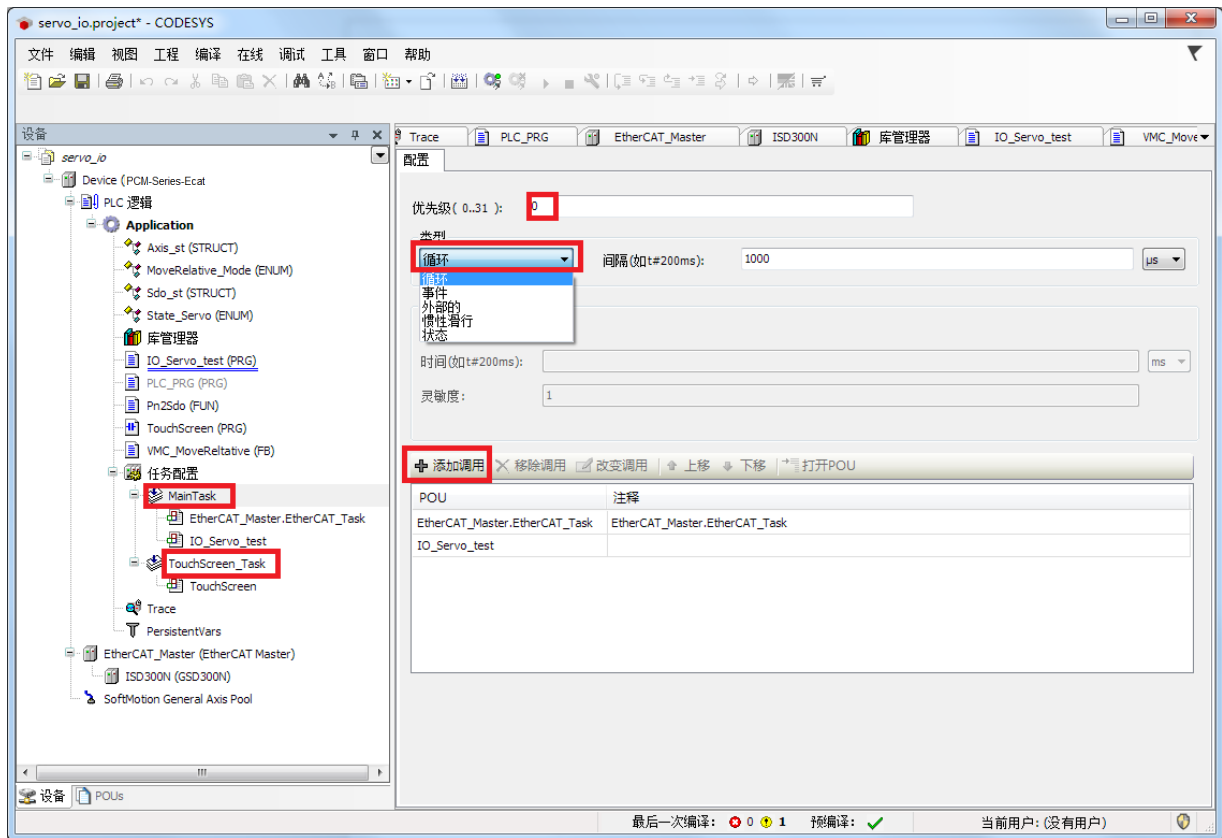 servo_io.project* - CODESYS
文件 编辑 视图 工程 编译 在线 调试 工具 窗口 帮助
设备
servo_io
Device (PCM-Series-Ecat
PLC 逻辑
Application
Axis_st (STRUCT)
MoveRelative_Mode (ENUM)
Sdo_st (STRUCT)
State_Servo (ENUM)
库管理器
IO_Servo_test (PRG)
PLC_PRG (PRG)
Pn2Sdo (FUN)
TouchScreen (PRG)
VMC_MoveReltative (FB)
任务配置
MainTask
EtherCAT_Master.EtherCAT_Task
IO_Servo_test
TouchScreen_Task
TouchScreen
Trace
PersistentVars
EtherCAT_Master (EtherCAT Master)
ISD300N (GSD300N)
SoftMotion General Axis Pool
设备 POUs
Trace PLC_PRG EtherCAT_Master ISD300N 库管理器 IO_Servo_test VMC_Move
配置
优先级( 0..31 ): 0
类型
循环 间隔(如t#200ms): 1000 µs
循环
事件
外部的
惯性滑行
状态
时间(如t#200ms): ms
灵敏度: 1
添加调用 移除调用 改变调用 上移 下移 打开POU
POU 注释
EtherCAT_Master.EtherCAT_Task EtherCAT_Master.EtherCAT_Task
IO_Servo_test
最后一次编译: 0 1 预编译: 当前用户: (没有用户)